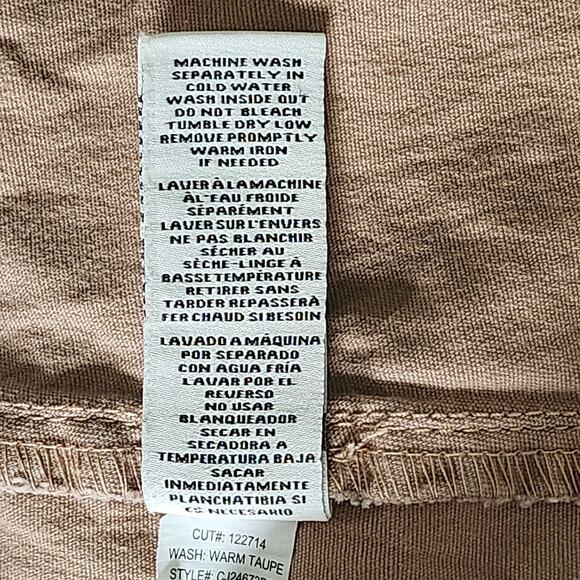 MACHINE WASH
SEPARATELY IN
COLD WATER
WASH INSIDE OUT
DO NOT BLEACH
TUMBLE DRY LOW
REMOVE PROMPTLY
WARM IRON
IF NEEDED
LAVER À LA MACHINE
À L'EAU FROIDE
SÉPARÉMENT
LAVER SUR L'ENVERS
NE PAS BLANCHIR
SÉCHER AU
SÈCHE-LINGE À
BASSE TEMPÉRATURE
RETIRER SANS
TARDER REPASSER À
FER CHAUD SI BESOIN
LAVADO A MÁQUINA
POR SEPARADO
CON AGUA FRÍA
LAVAR POR EL
REVERSO
NO USAR
BLANQUEADOR
SECAR EN
SECADORA A
TEMPERATURA BAJA
SACAR
INMEDIATAMENTE
PLANCHA TIBIA SI
ES NECESARIO
CUT#: 122714
WASH: WARM TAUPE
STYLE#: